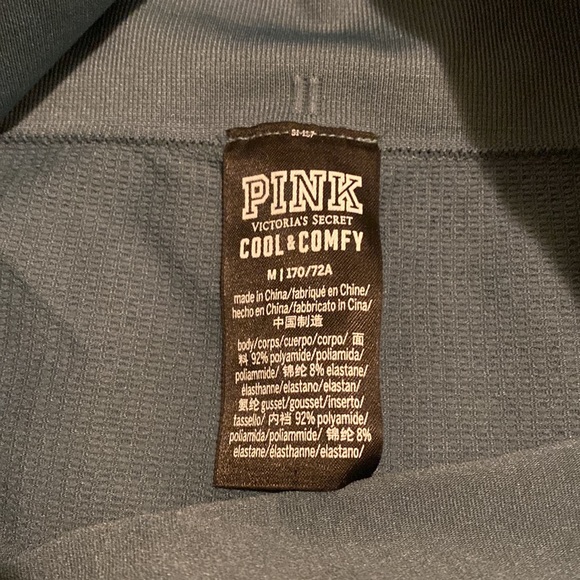 PINK
VICTORIA'S SECRET
COOL & COMFY
M | 170/72A
made in China/fabriqué en Chine/
hecho en China/fabbricato in Cina/
中国制造
body/corps/cuerpo/corpo/ 面
料 92% polyamide/poliamida/
poliammide/ 锦纶 8% elastane/
élasthanne/elastano/elastan/
氨纶 gusset/gousset/inserto/
tassello/ 内裆 92% polyamide/
poliamida/poliammide/ 锦纶 8%
elastane/élasthanne/elastano/